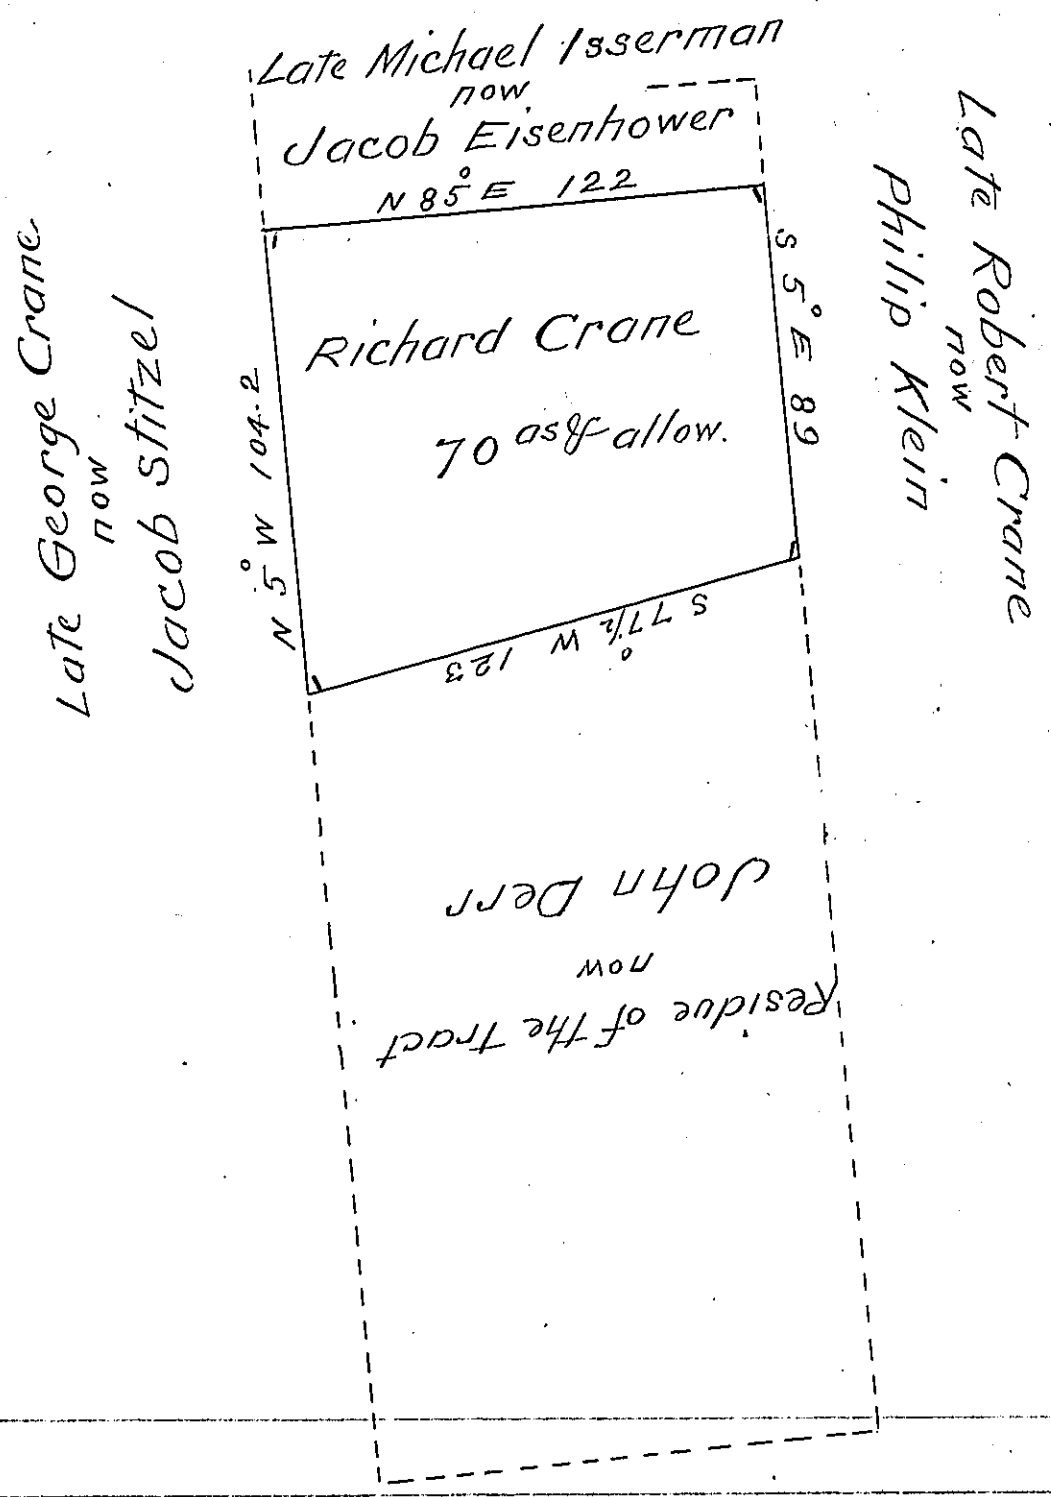 Late Michael Isserman
now
Jacob Eisenhower
N 85° E 122
Richard Crane
70 as & allow.
S 5° E 89
S 77 1/2° W 123
N 5° W 104.2
Late George Crane
now
Jacob Stitzel
Late Robert Crane
now
Philip Klein
Residue of the Tract
now
John Derr